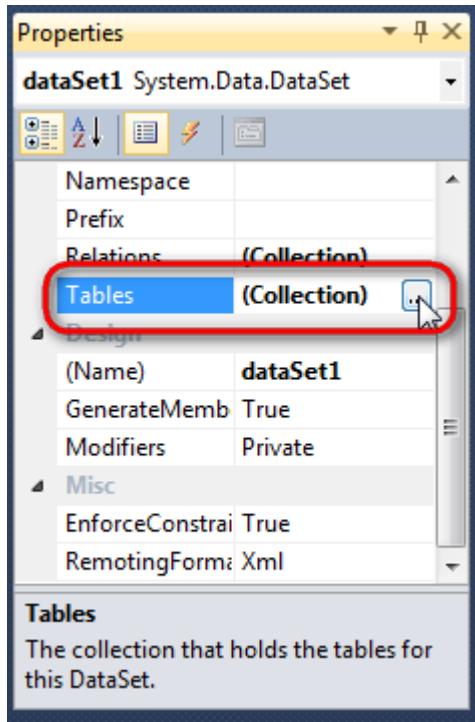 Properties
dataSet1 System.Data.DataSet
Namespace
Prefix
Relations (Collection)
Tables (Collection) ...
Design
(Name) dataSet1
GenerateMemb True
Modifiers Private
Misc
EnforceConstrai True
RemotingForma Xml
Tables
The collection that holds the tables for
this DataSet.